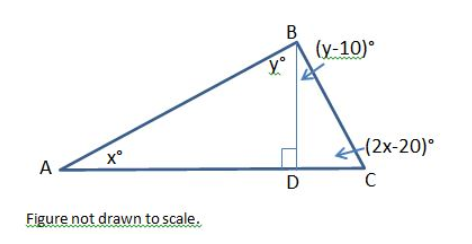 B
(y-10)°
y°
(2x-20)°
x°
A
D
C
Figure not drawn to scale.